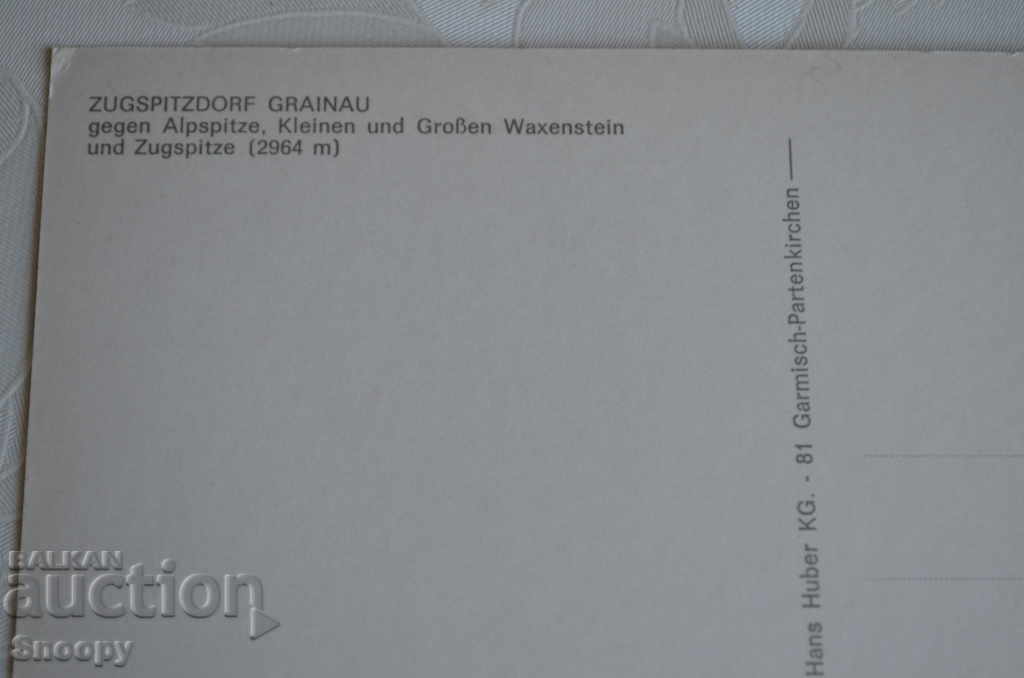 ZUGSPITZDORF GRAINAU
gegen Alpspitze, Kleinen und Großen Waxenstein
und Zugspitze (2964 m)
Hans Huber KG. - 81 Garmisch-Partenkirchen
BALKAN
auction
Snoopy